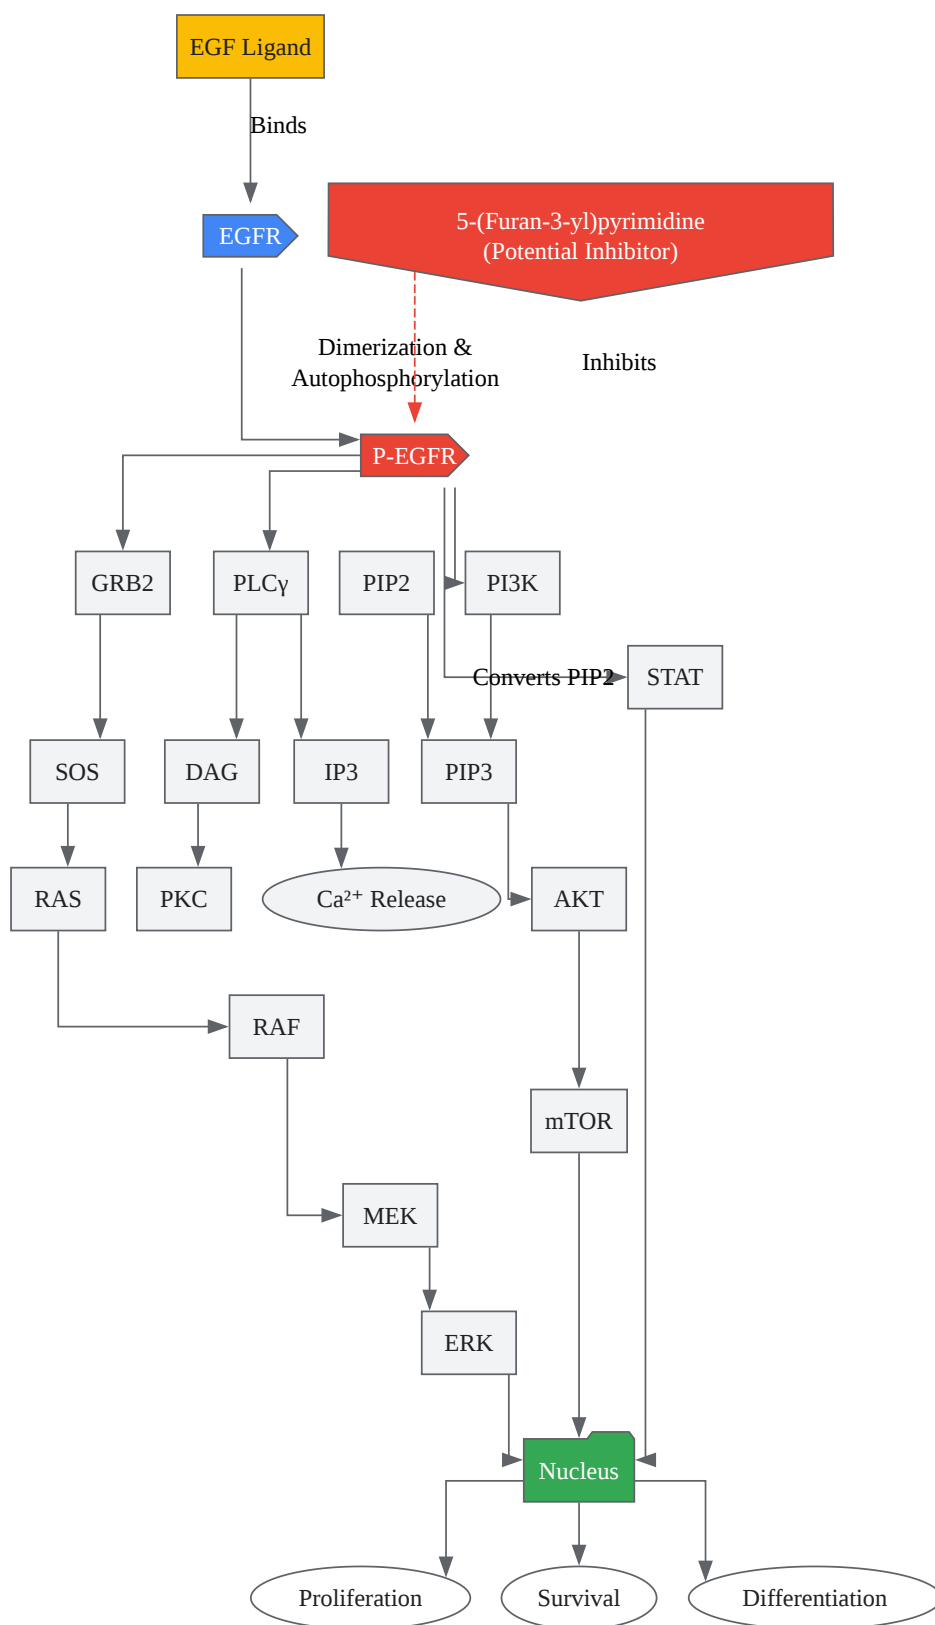 EGF Ligand
Binds
EGFR
5-(Furan-3-yl)pyrimidine
(Potential Inhibitor)
Dimerization &
Autophosphorylation
Inhibits
P-EGFR
GRB2
PLCγ
PIP2
PI3K
Converts PIP2
STAT
SOS
DAG
IP3
PIP3
RAS
PKC
Ca²⁺ Release
AKT
RAF
mTOR
MEK
ERK
Nucleus
Proliferation
Survival
Differentiation